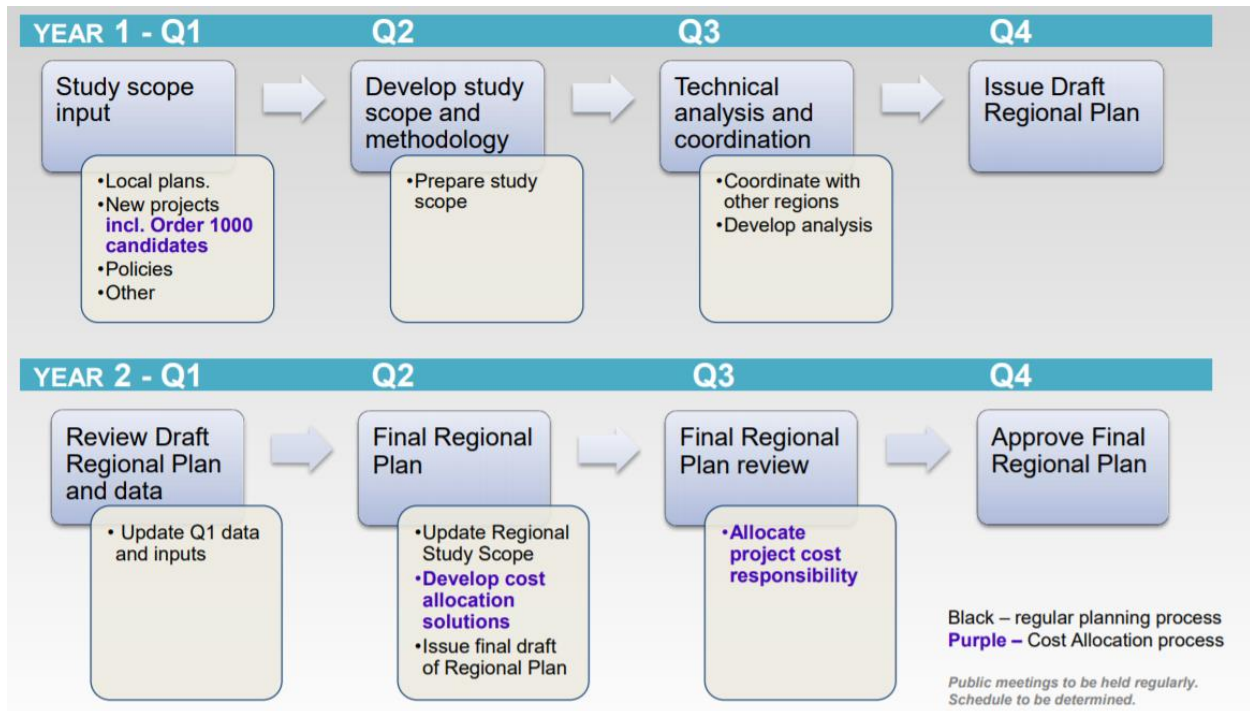 YEAR 1 - Q1
Q2
Q3
Q4
Study scope
input
•Local plans.
•New projects
incl. Order 1000
candidates
•Policies
•Other
Develop study
scope and
methodology
•Prepare study
scope
Technical
analysis and
coordination
•Coordinate with
other regions
•Develop analysis
Issue Draft
Regional Plan
YEAR 2 - Q1
Q2
Q3
Q4
Review Draft
Regional Plan
and data
• Update Q1 data
and inputs
Final Regional
Plan
•Update Regional
Study Scope
•Develop cost
allocation
solutions
•Issue final draft
of Regional Plan
Final Regional
Plan review
•Allocate
project cost
responsibility
Approve Final
Regional Plan
Black – regular planning process
Purple – Cost Allocation process
Public meetings to be held regularly.
Schedule to be determined.